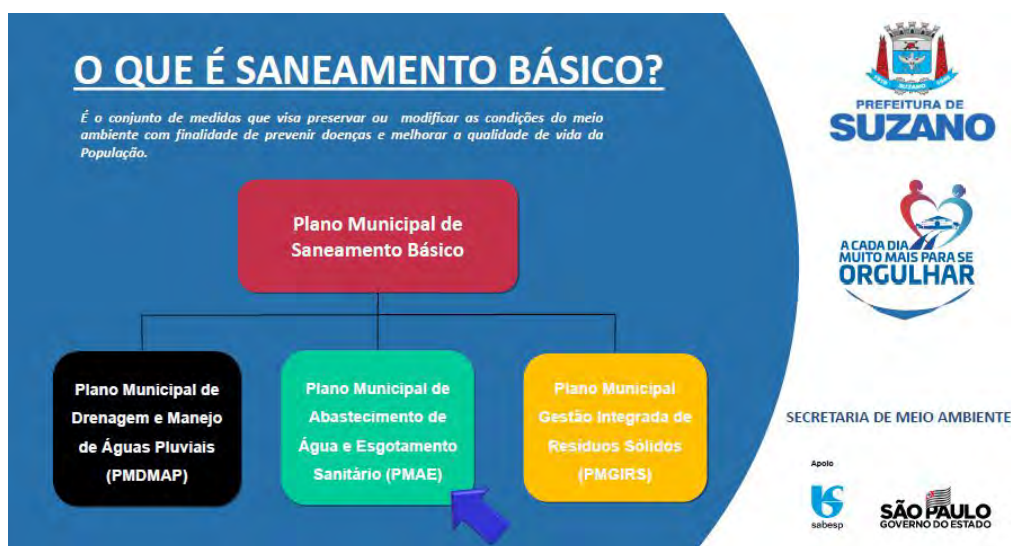 O QUE É SANEAMENTO BÁSICO?
É o conjunto de medidas que visa preservar ou modificar as condições do meio
ambiente com finalidade de prevenir doenças e melhorar a qualidade de vida da
População.
Plano Municipal de
Saneamento Básico
Plano Municipal de
Drenagem e Manejo
de Águas Pluviais
(PMDMAP)
Plano Municipal de
Abastecimento de
Água e Esgotamento
Sanitário (PMAE)
Plano Municipal
Gestão Integrada de
Resíduos Sólidos
(PMGIRS)
SUZANO
PREFEITURA DE
SUZANO
A CADA DIA
MUITO MAIS PARA SE
ORGULHAR
SECRETARIA DE MEIO AMBIENTE
Apoio
sabesp
SÃO PAULO
GOVERNO DO ESTADO